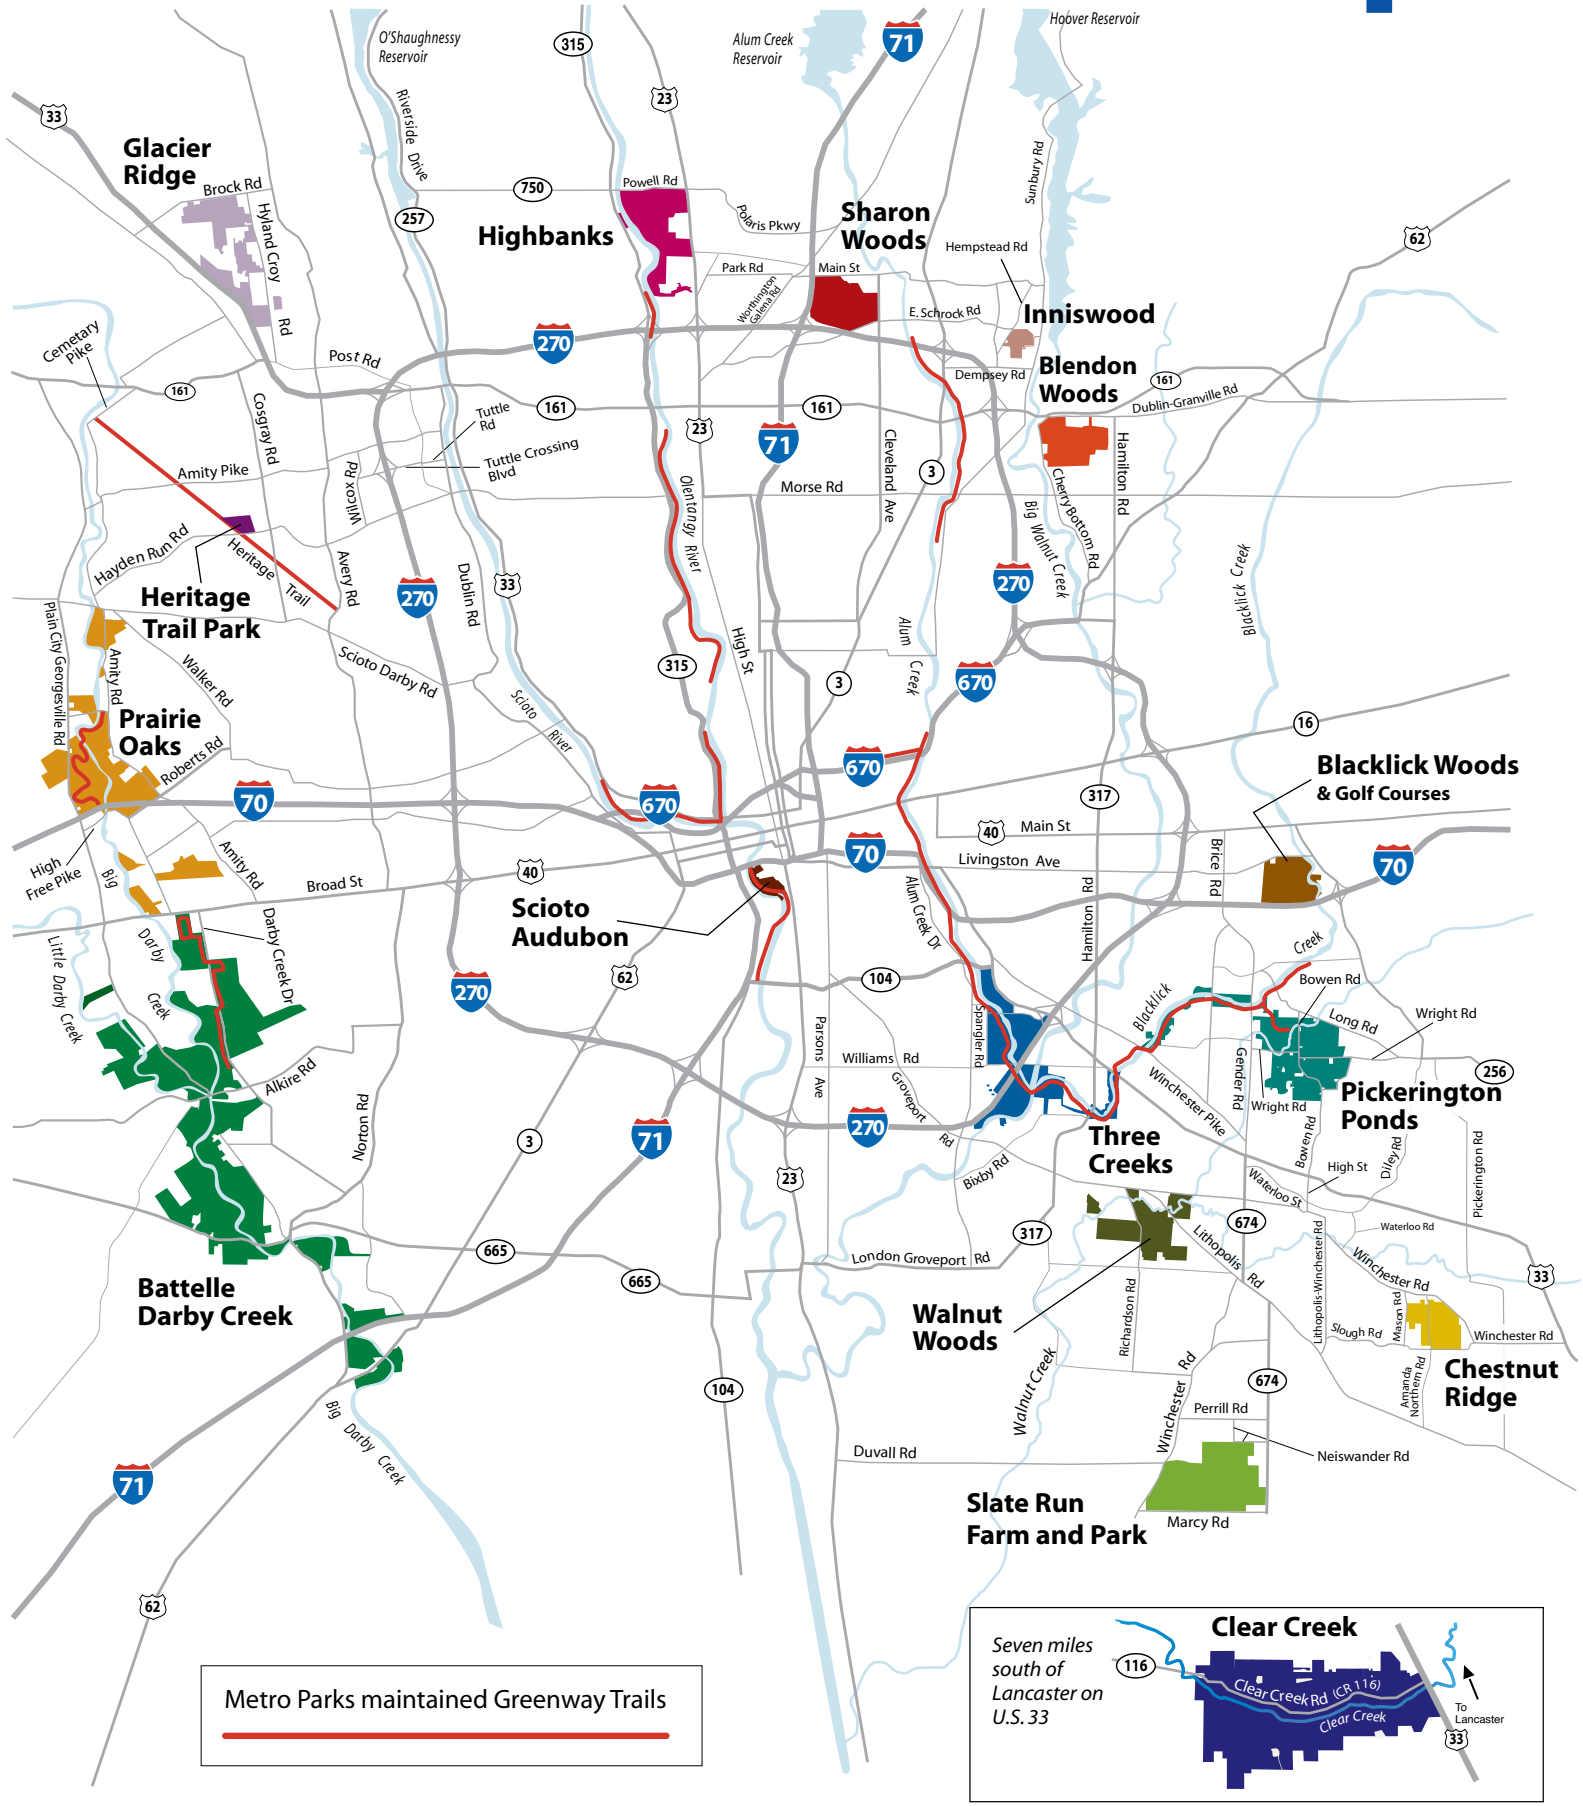 O'Shaughnessy
Reservoir
315
Alum Creek
Reservoir
71
Hoover Reservoir
33
23
Riverside Drive
Glacier
Ridge
Brock Rd
750
Powell Rd
257
Hyland Croy
Rd
Highbanks
Polaris Pkwy
Sharon
Woods
Sunbury Rd
Hempstead Rd
62
Park Rd
Main St
Worthington
Galena Rd
E. Schrock Rd
Inniswood
Cemetary
Pike
270
Post Rd
Blendon
Woods
Dempsey Rd
161
161
161
161
Dublin-Granville Rd
Cosgray Rd
Tuttle
Rd
23
71
Tuttle Crossing
Blvd
Amity Pike
Wilcox Rd
Cleveland Ave
3
Hamilton Rd
Morse Rd
Cherry Bottom Rd
Olentangy River
Big Walnut Creek
Hayden Run Rd
Heritage
Trail
Avery Rd
Heritage
Trail Park
270
Dublin Rd
33
270
Blacklick Creek
Plain City Georgesville Rd
Amity Rd
Walker Rd
Scioto Darby Rd
315
High St
Alum
Creek
3
670
Scioto
River
16
Prairie
Oaks
Roberts Rd
70
670
670
317
Blacklick Woods
& Golf Courses
High
Free Pike
Big
Amity Rd
40
Broad St
70
40
Main St
Livingston Ave
Brice Rd
70
Scioto
Audubon
Alum Creek Dr
Hamilton Rd
Little Darby Creek
Darby
Creek
Darby Creek Dr
270
62
104
Creek
Bowen Rd
Blacklick
Long Rd
Wright Rd
Spangler Rd
Parsons
Ave
Williams Rd
Groveport
Rd
Alkire Rd
Norton Rd
Gender Rd
256
Winchester Pike
Wright Rd
Pickerington
Ponds
3
71
270
Three
Creeks
Bowen Rd
Diley Rd
Pickerington Rd
Bixby Rd
High St
23
Waterloo St
Waterloo Rd
674
317
665
665
London Groveport Rd
Lithopolis
Rd
Lithopolis-Winchester Rd
Winchester Rd
33
Battelle
Darby Creek
Walnut
Woods
Richardson Rd
Mason Rd
Slough Rd
Winchester Rd
Chestnut
Ridge
Amanda
Northern Rd
104
Walnut Creek
Winchester Rd
674
Perrill Rd
Neiswander Rd
Big Darby Creek
Duvall Rd
71
Slate Run
Farm and Park
Marcy Rd
62
Metro Parks maintained Greenway Trails
Clear Creek
Seven miles
south of
Lancaster on
U.S. 33
116
Clear Creek Rd (CR 116)
Clear Creek
To
Lancaster
33